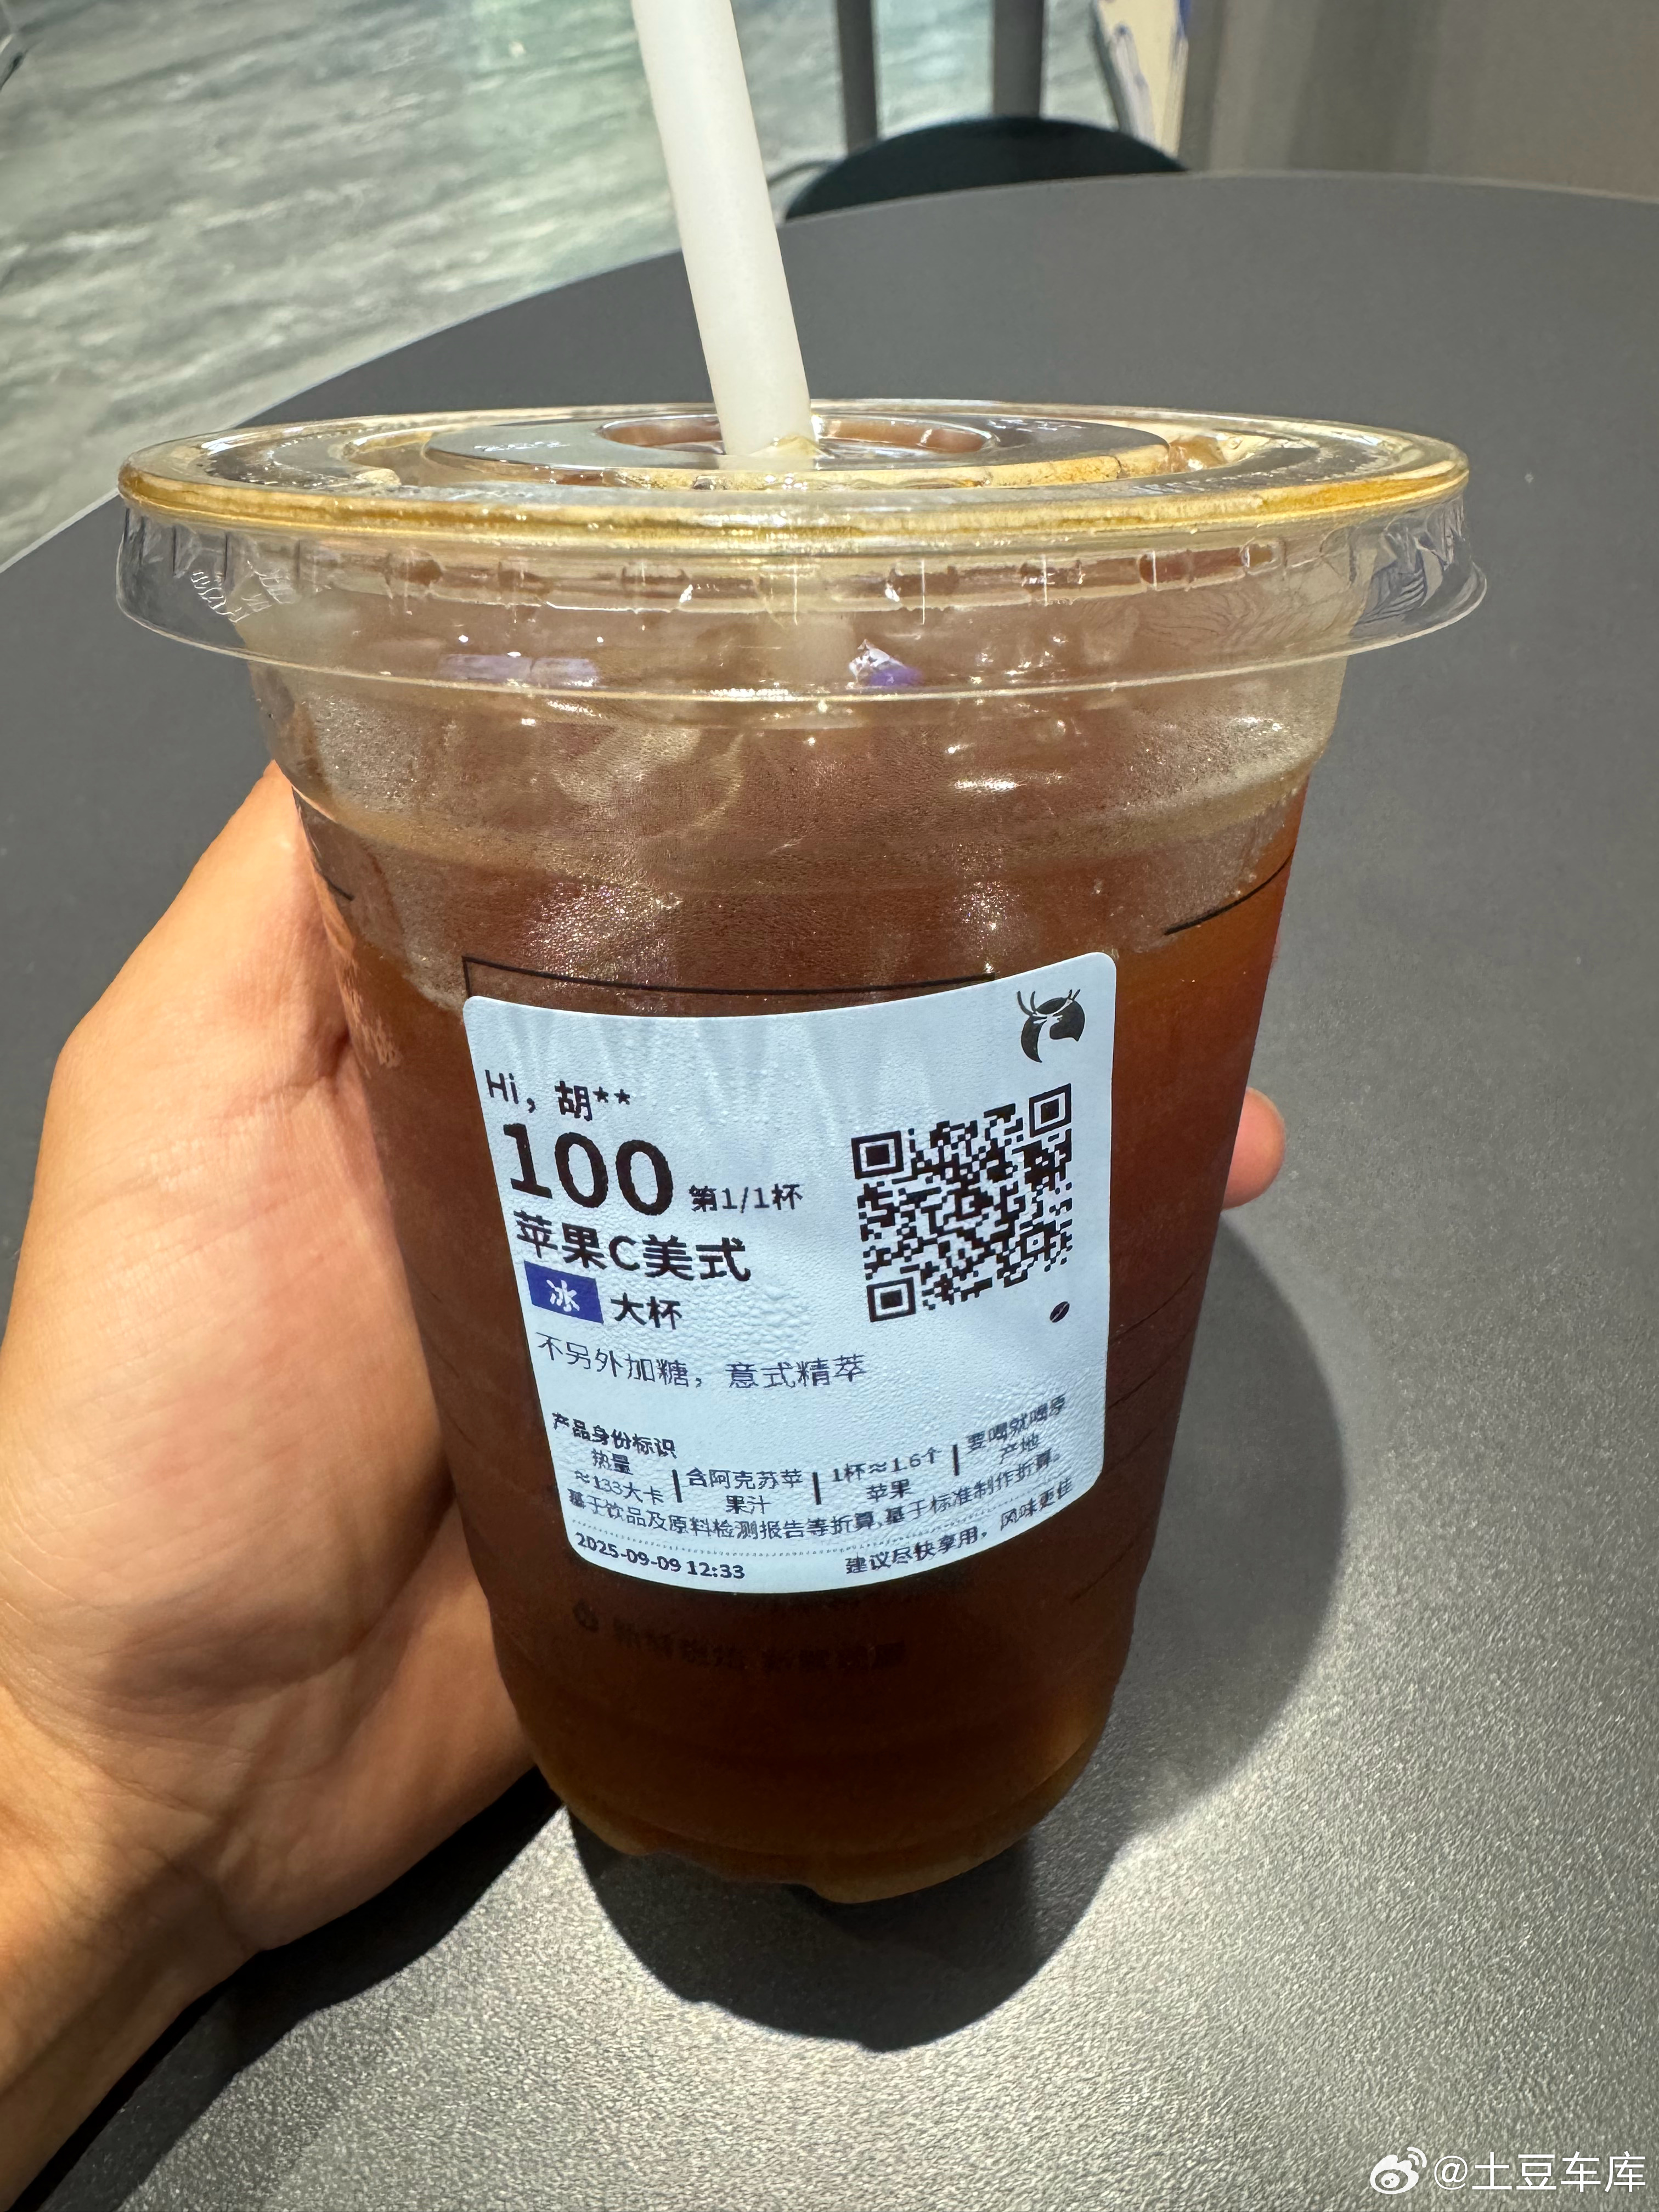 Hi，胡**
100 第1/1杯
苹果C美式
冰 大杯
不另外加糖，意式精萃
产品身份标识
热量
≈133大卡
含阿克苏苹
果汁
1杯≈1.6个
苹果
要喝就喝原
产地
基于饮品及原料检测报告等折算,基于标准制作折算。
2025-09-09 12:33
建议尽快享用，风味更佳
@土豆车库